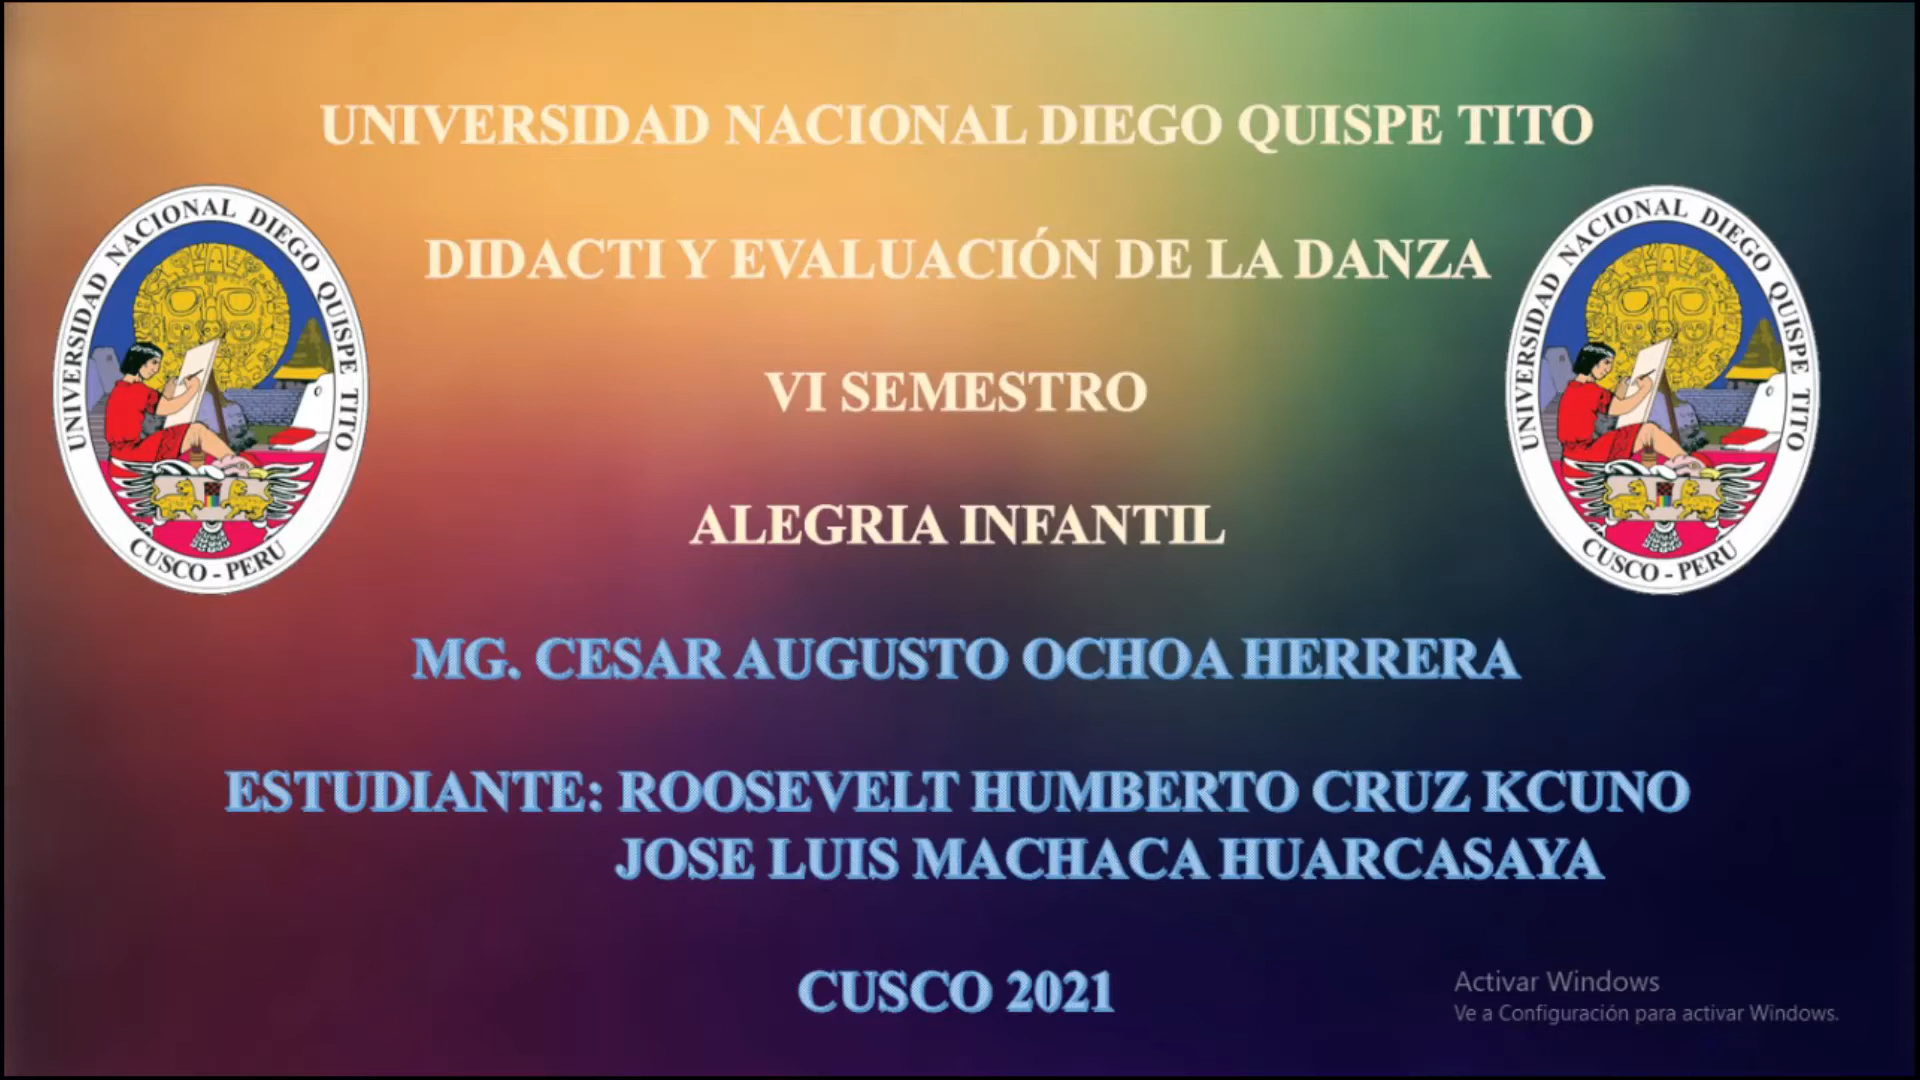 UNIVERSIDAD NACIONAL DIEGO QUISPE TITO
UNIVERSIDAD NACIONAL DIEGO QUISPE TITO
CUSCO - PERU
DIDACTI Y EVALUACIÓN DE LA DANZA
UNIVERSIDAD NACIONAL DIEGO QUISPE TITO
CUSCO - PERU
VI SEMESTRO
ALEGRIA INFANTIL
MG. CESAR AUGUSTO OCHOA HERRERA
ESTUDIANTE: ROOSEVELT HUMBERTO CRUZ KCUNO
JOSE LUIS MACHACA HUARCASAYA
CUSCO 2021
Activar Windows
Ve a Configuración para activar Windows.